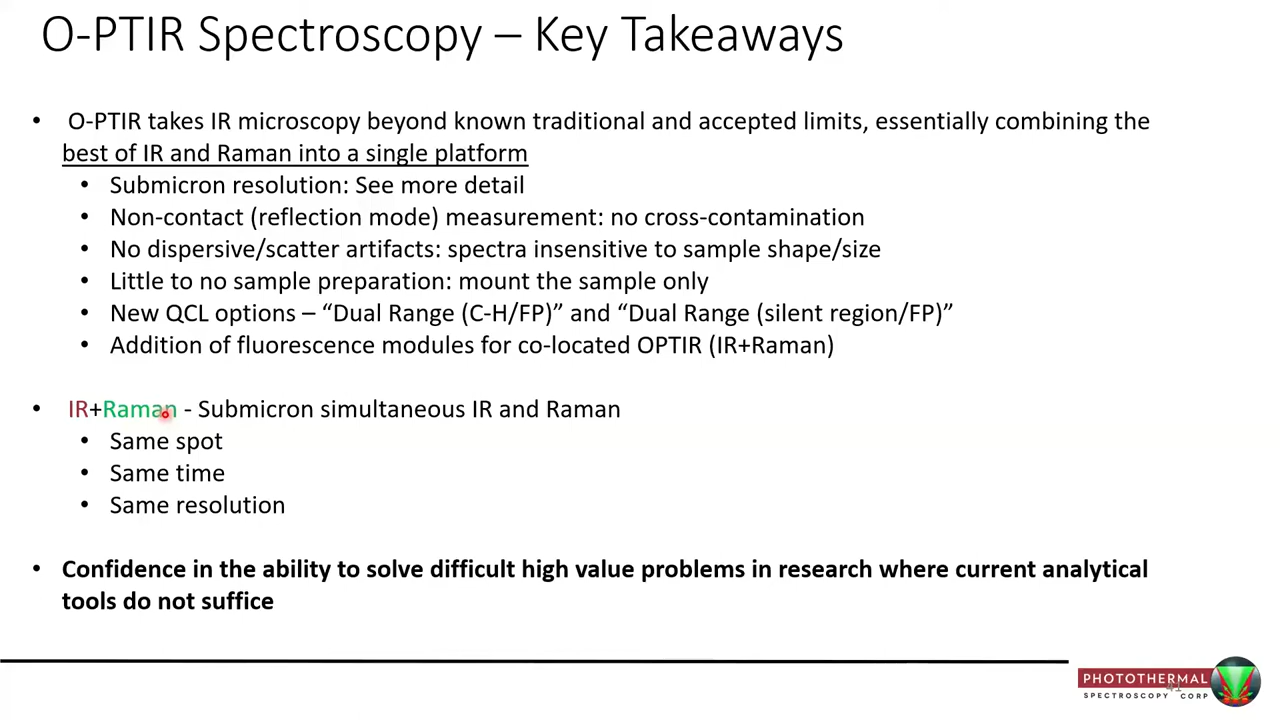 O-PTIR Spectroscopy – Key Takeaways
• O-PTIR takes IR microscopy beyond known traditional and accepted limits, essentially combining the
best of IR and Raman into a single platform
• Submicron resolution: See more detail
• Non-contact (reflection mode) measurement: no cross-contamination
• No dispersive/scatter artifacts: spectra insensitive to sample shape/size
• Little to no sample preparation: mount the sample only
• New QCL options – “Dual Range (C-H/FP)” and “Dual Range (silent region/FP)”
• Addition of fluorescence modules for co-located OPTIR (IR+Raman)
• IR+Raman - Submicron simultaneous IR and Raman
• Same spot
• Same time
• Same resolution
• Confidence in the ability to solve difficult high value problems in research where current analytical
tools do not suffice
PHOTOTHERMAL
SPECTROSCOPY CORP
41